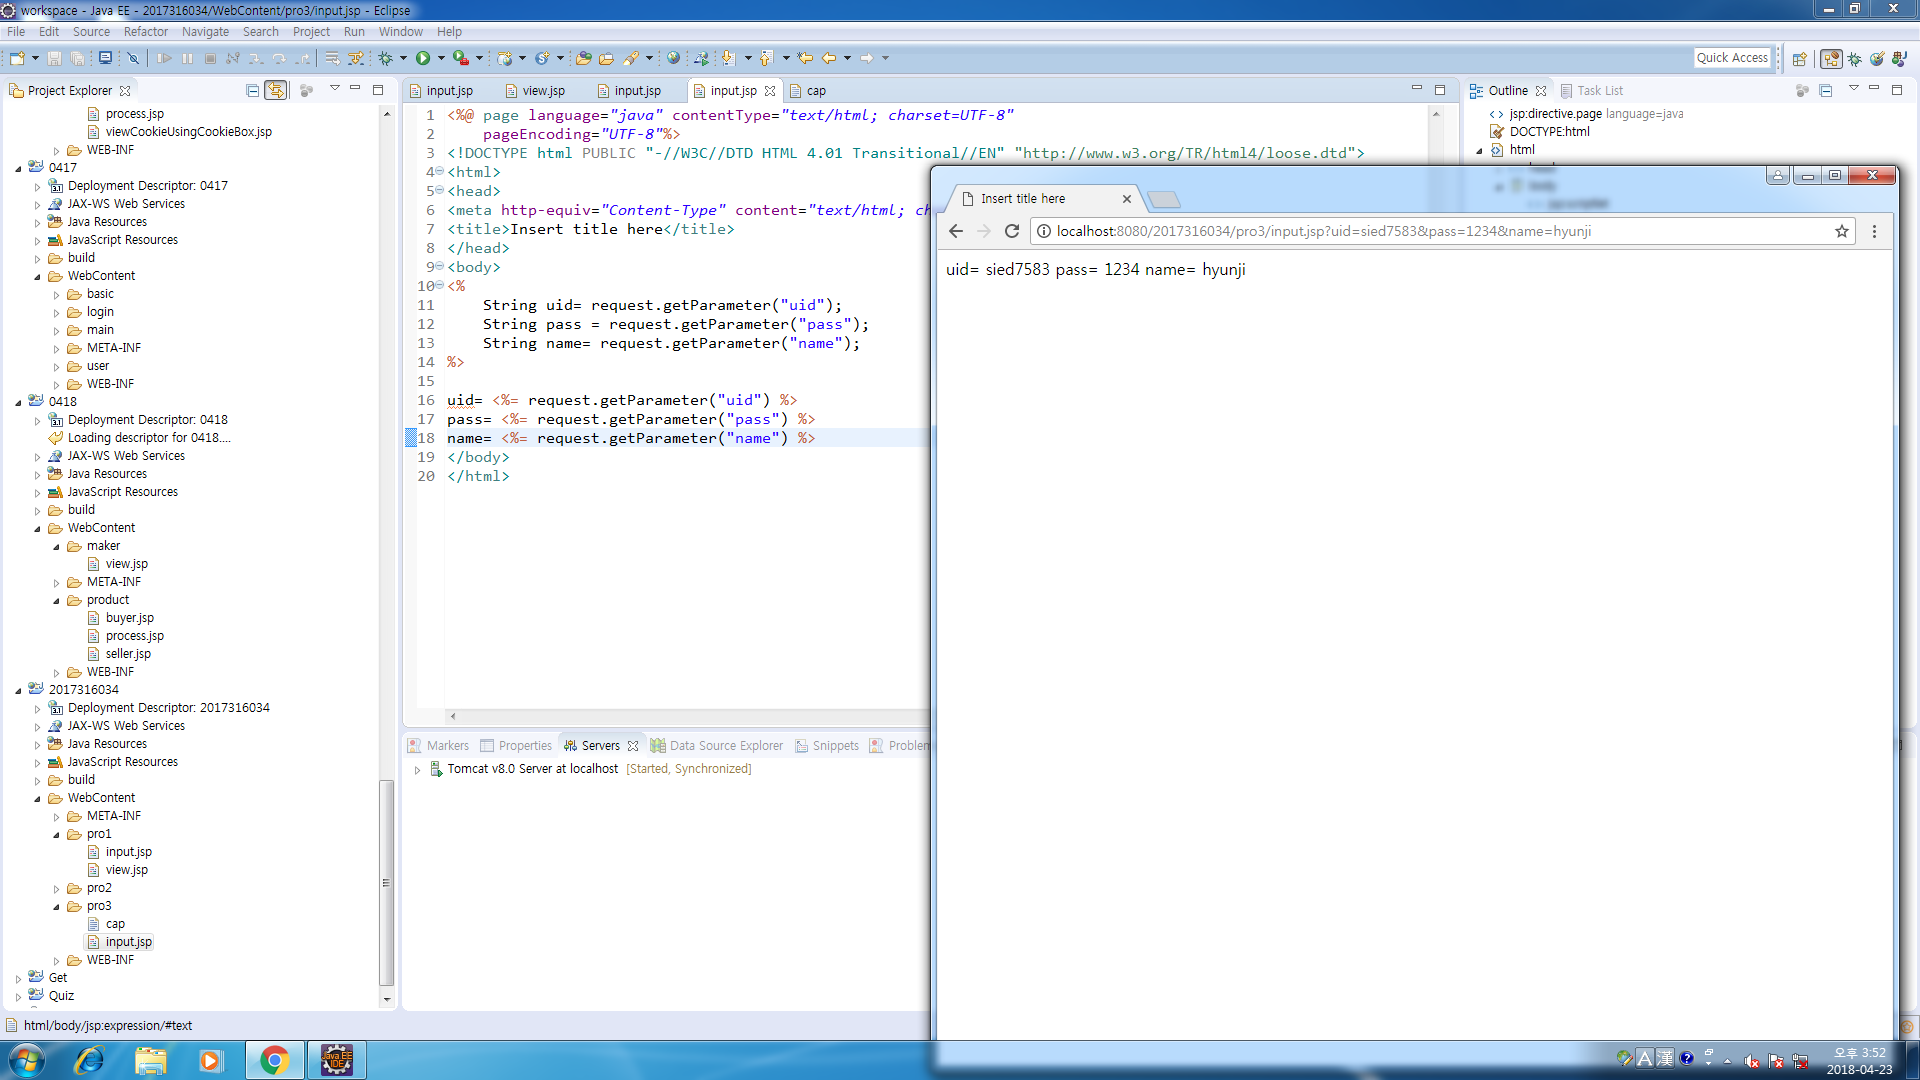 workspace - Java EE - 2017316034/WebContent/pro3/input.jsp - Eclipse
File Edit Source Refactor Navigate Search Project Run Window Help
Quick Access
Project Explorer
process.jsp
viewCookieUsingCookieBox.jsp
WEB-INF
0417
Deployment Descriptor: 0417
JAX-WS Web Services
Java Resources
JavaScript Resources
build
WebContent
basic
login
main
META-INF
user
WEB-INF
0418
Deployment Descriptor: 0418
Loading descriptor for 0418....
JAX-WS Web Services
Java Resources
JavaScript Resources
build
WebContent
maker
view.jsp
META-INF
product
buyer.jsp
process.jsp
seller.jsp
WEB-INF
2017316034
Deployment Descriptor: 2017316034
JAX-WS Web Services
Java Resources
JavaScript Resources
build
WebContent
META-INF
pro1
input.jsp
view.jsp
pro2
pro3
cap
input.jsp
WEB-INF
Get
Quiz
html/body/jsp:expression/#text
input.jsp view.jsp input.jsp input.jsp cap
1 <%@ page language="java" contentType="text/html; charset=UTF-8"
2 pageEncoding="UTF-8"%>
3 <!DOCTYPE html PUBLIC "-//W3C//DTD HTML 4.01 Transitional//EN" "http://www.w3.org/TR/html4/loose.dtd">
4 <html>
5 <head>
6 <meta http-equiv="Content-Type" content="text/html; ch
7 <title>Insert title here</title>
8 </head>
9 <body>
10 <%
11 String uid= request.getParameter("uid");
12 String pass = request.getParameter("pass");
13 String name= request.getParameter("name");
14 %>
15
16 uid= <%= request.getParameter("uid") %>
17 pass= <%= request.getParameter("pass") %>
18 name= <%= request.getParameter("name") %>
19 </body>
20 </html>
Markers Properties Servers Data Source Explorer Snippets Problem
Tomcat v8.0 Server at localhost [Started, Synchronized]
Outline Task List
jsp:directive.page language=java
DOCTYPE:html
html
Insert title here
localhost:8080/2017316034/pro3/input.jsp?uid=sied7583&pass=1234&name=hyunji
uid= sied7583 pass= 1234 name= hyunji
Java EE
IDE
A 漢
오후 3:52
2018-04-23